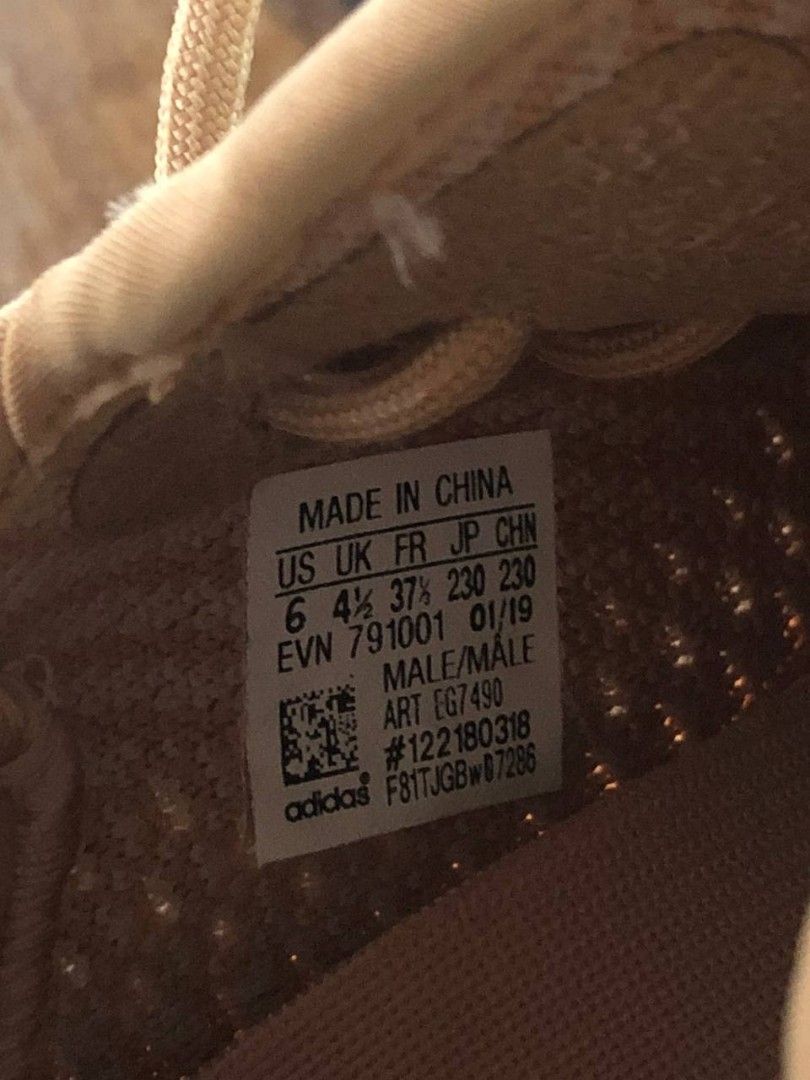 MADE IN CHINA
US UK FR JP CHN
6 4½ 37⅓ 230 230
EVN 791001 01/19
MALE/MÂLE
ART EG7490
#122180318
F81TJGBw07286
adidas®